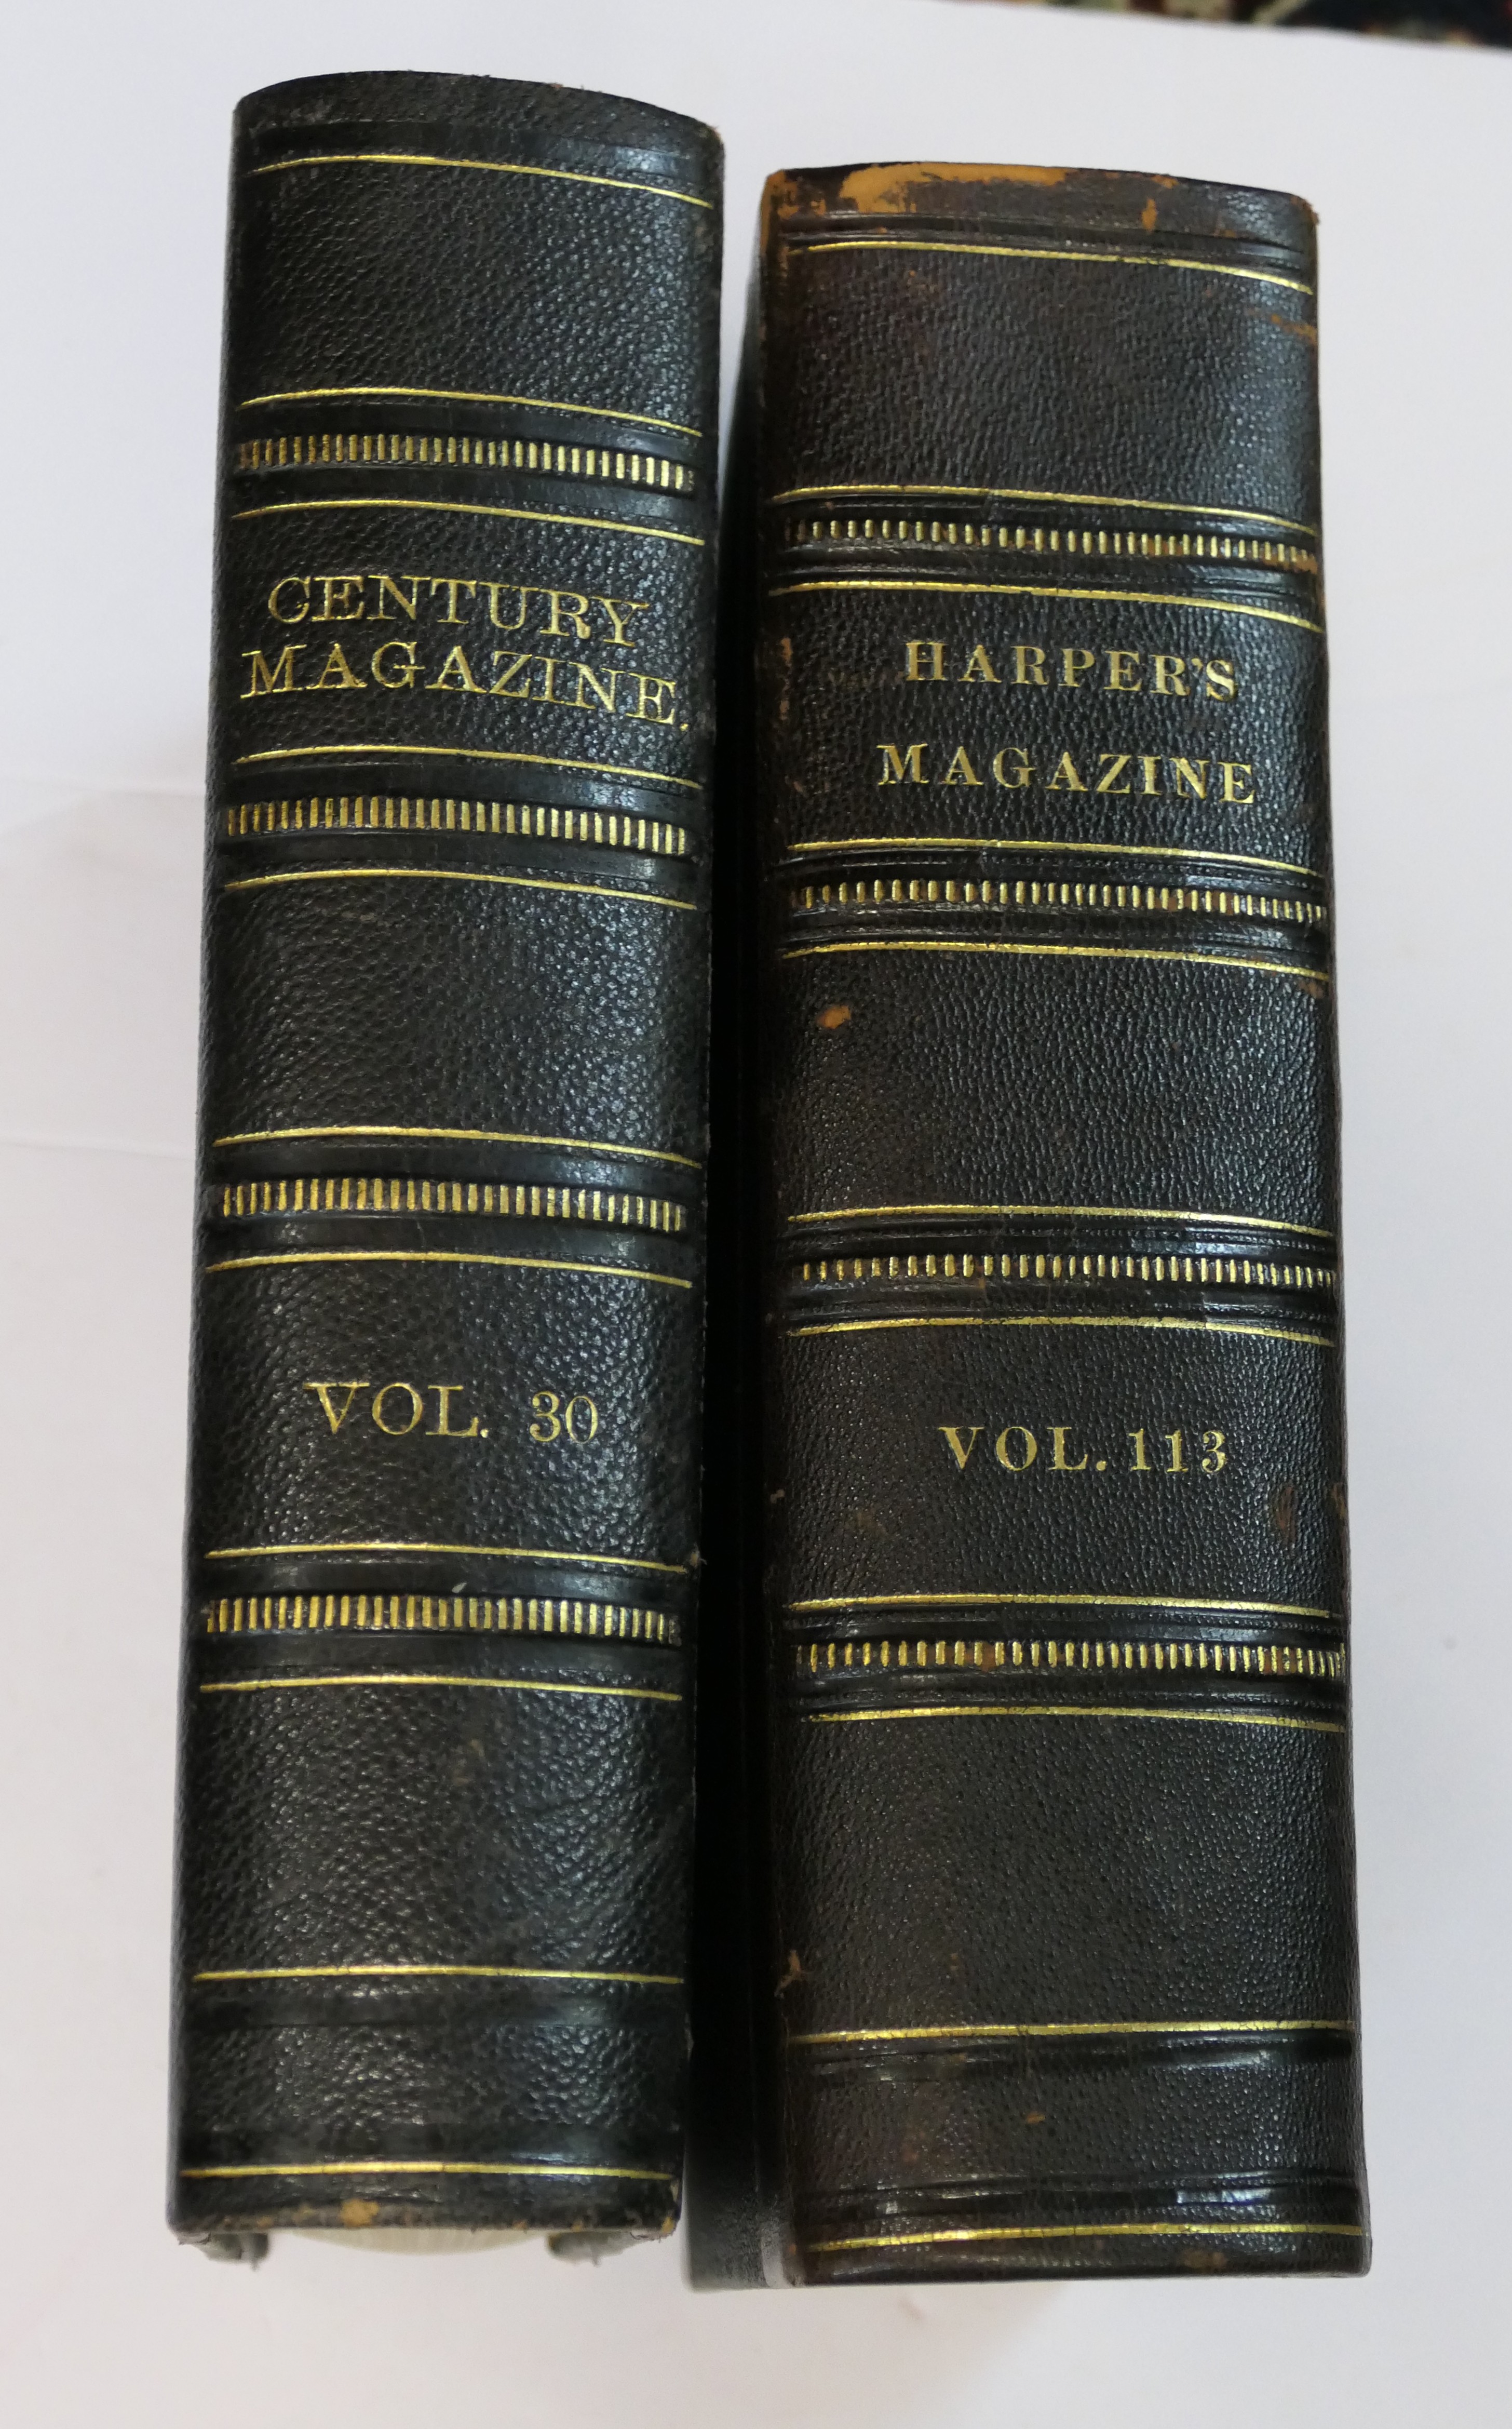 CENTURY
MAGAZINE.
VOL. 30
HARPER'S
MAGAZINE
VOL. 113